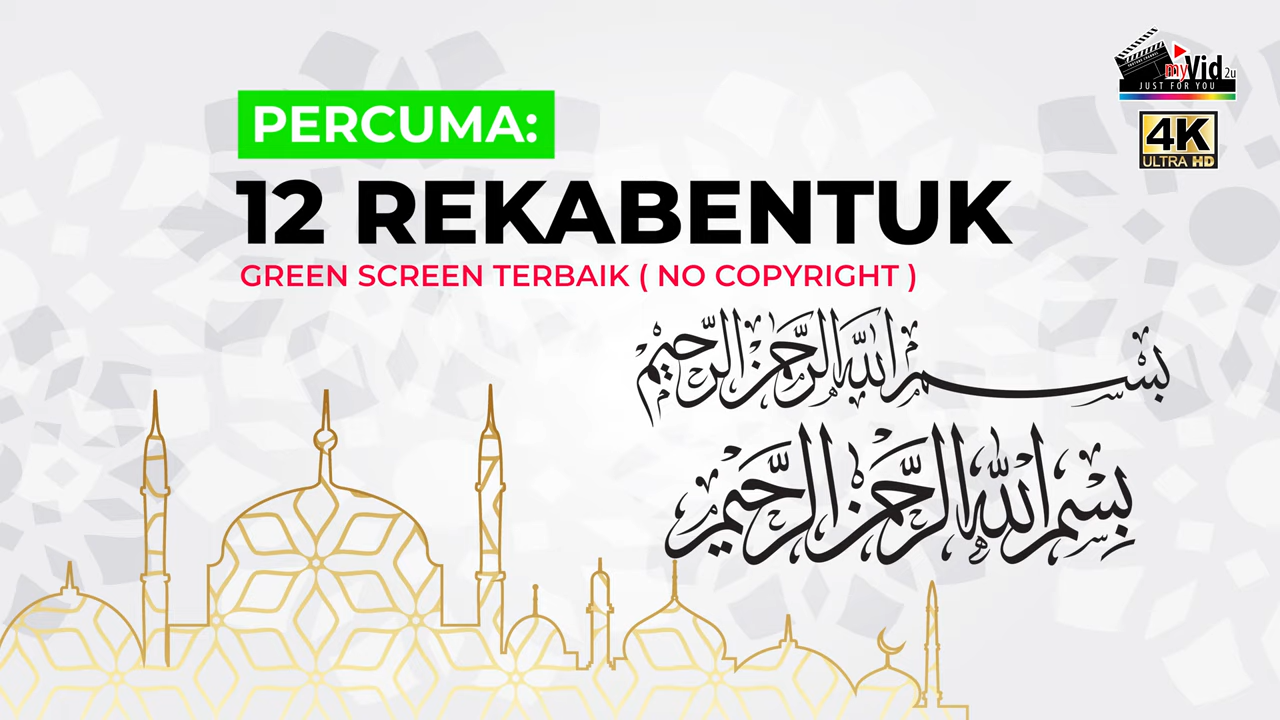 myVid2u
JUST FOR YOU
4K
ULTRA HD
PERCUMA:
12 REKABENTUK
GREEN SCREEN TERBAIK ( NO COPYRIGHT )
بسم الله الرحمن الرحيم
بسم الله الرحمن الرحيم